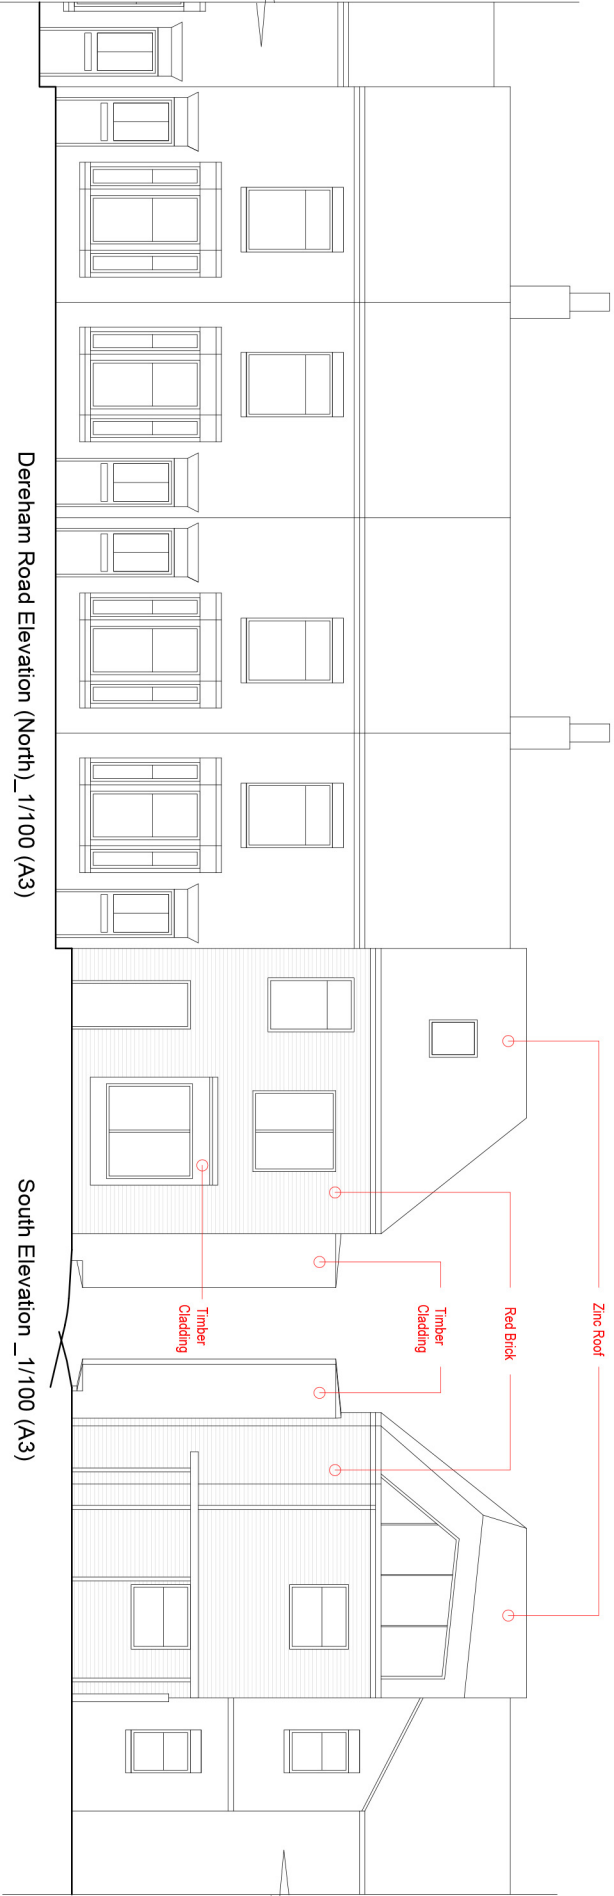 Zinc Roof
Red Brick
Timber
Cladding
Timber
Cladding
Dereham Road Elevation (North)_1/100 (A3)
South Elevation _1/100 (A3)